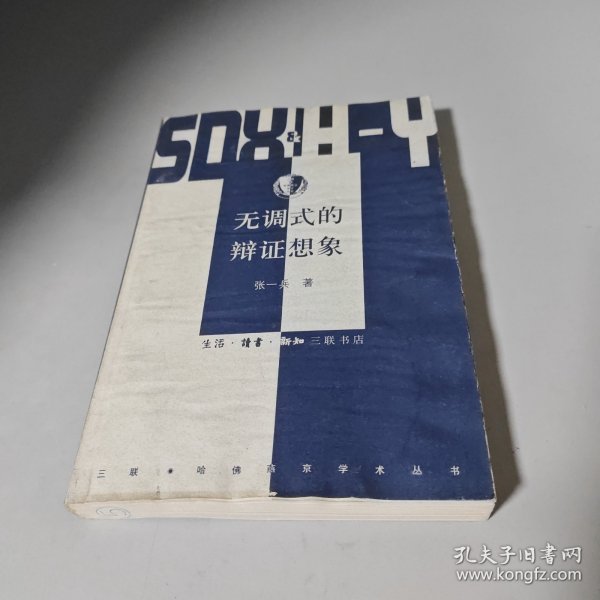 SDX&H-Y
无调式的
辩证想象
张一兵 著
生活·讀書·新知三联书店
三联·哈佛燕京学术丛书
孔夫子旧书网
www.kongfz.com